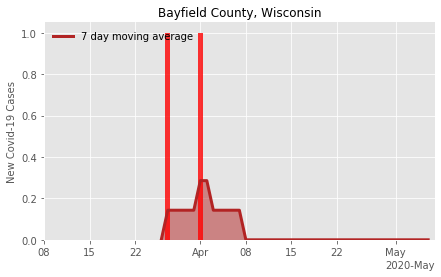 Bayfield County, Wisconsin
7 day moving average
New Covid-19 Cases
1.0
0.8
0.6
0.4
0.2
0.0
08 15 22 Apr 08 15 22 May
2020-May